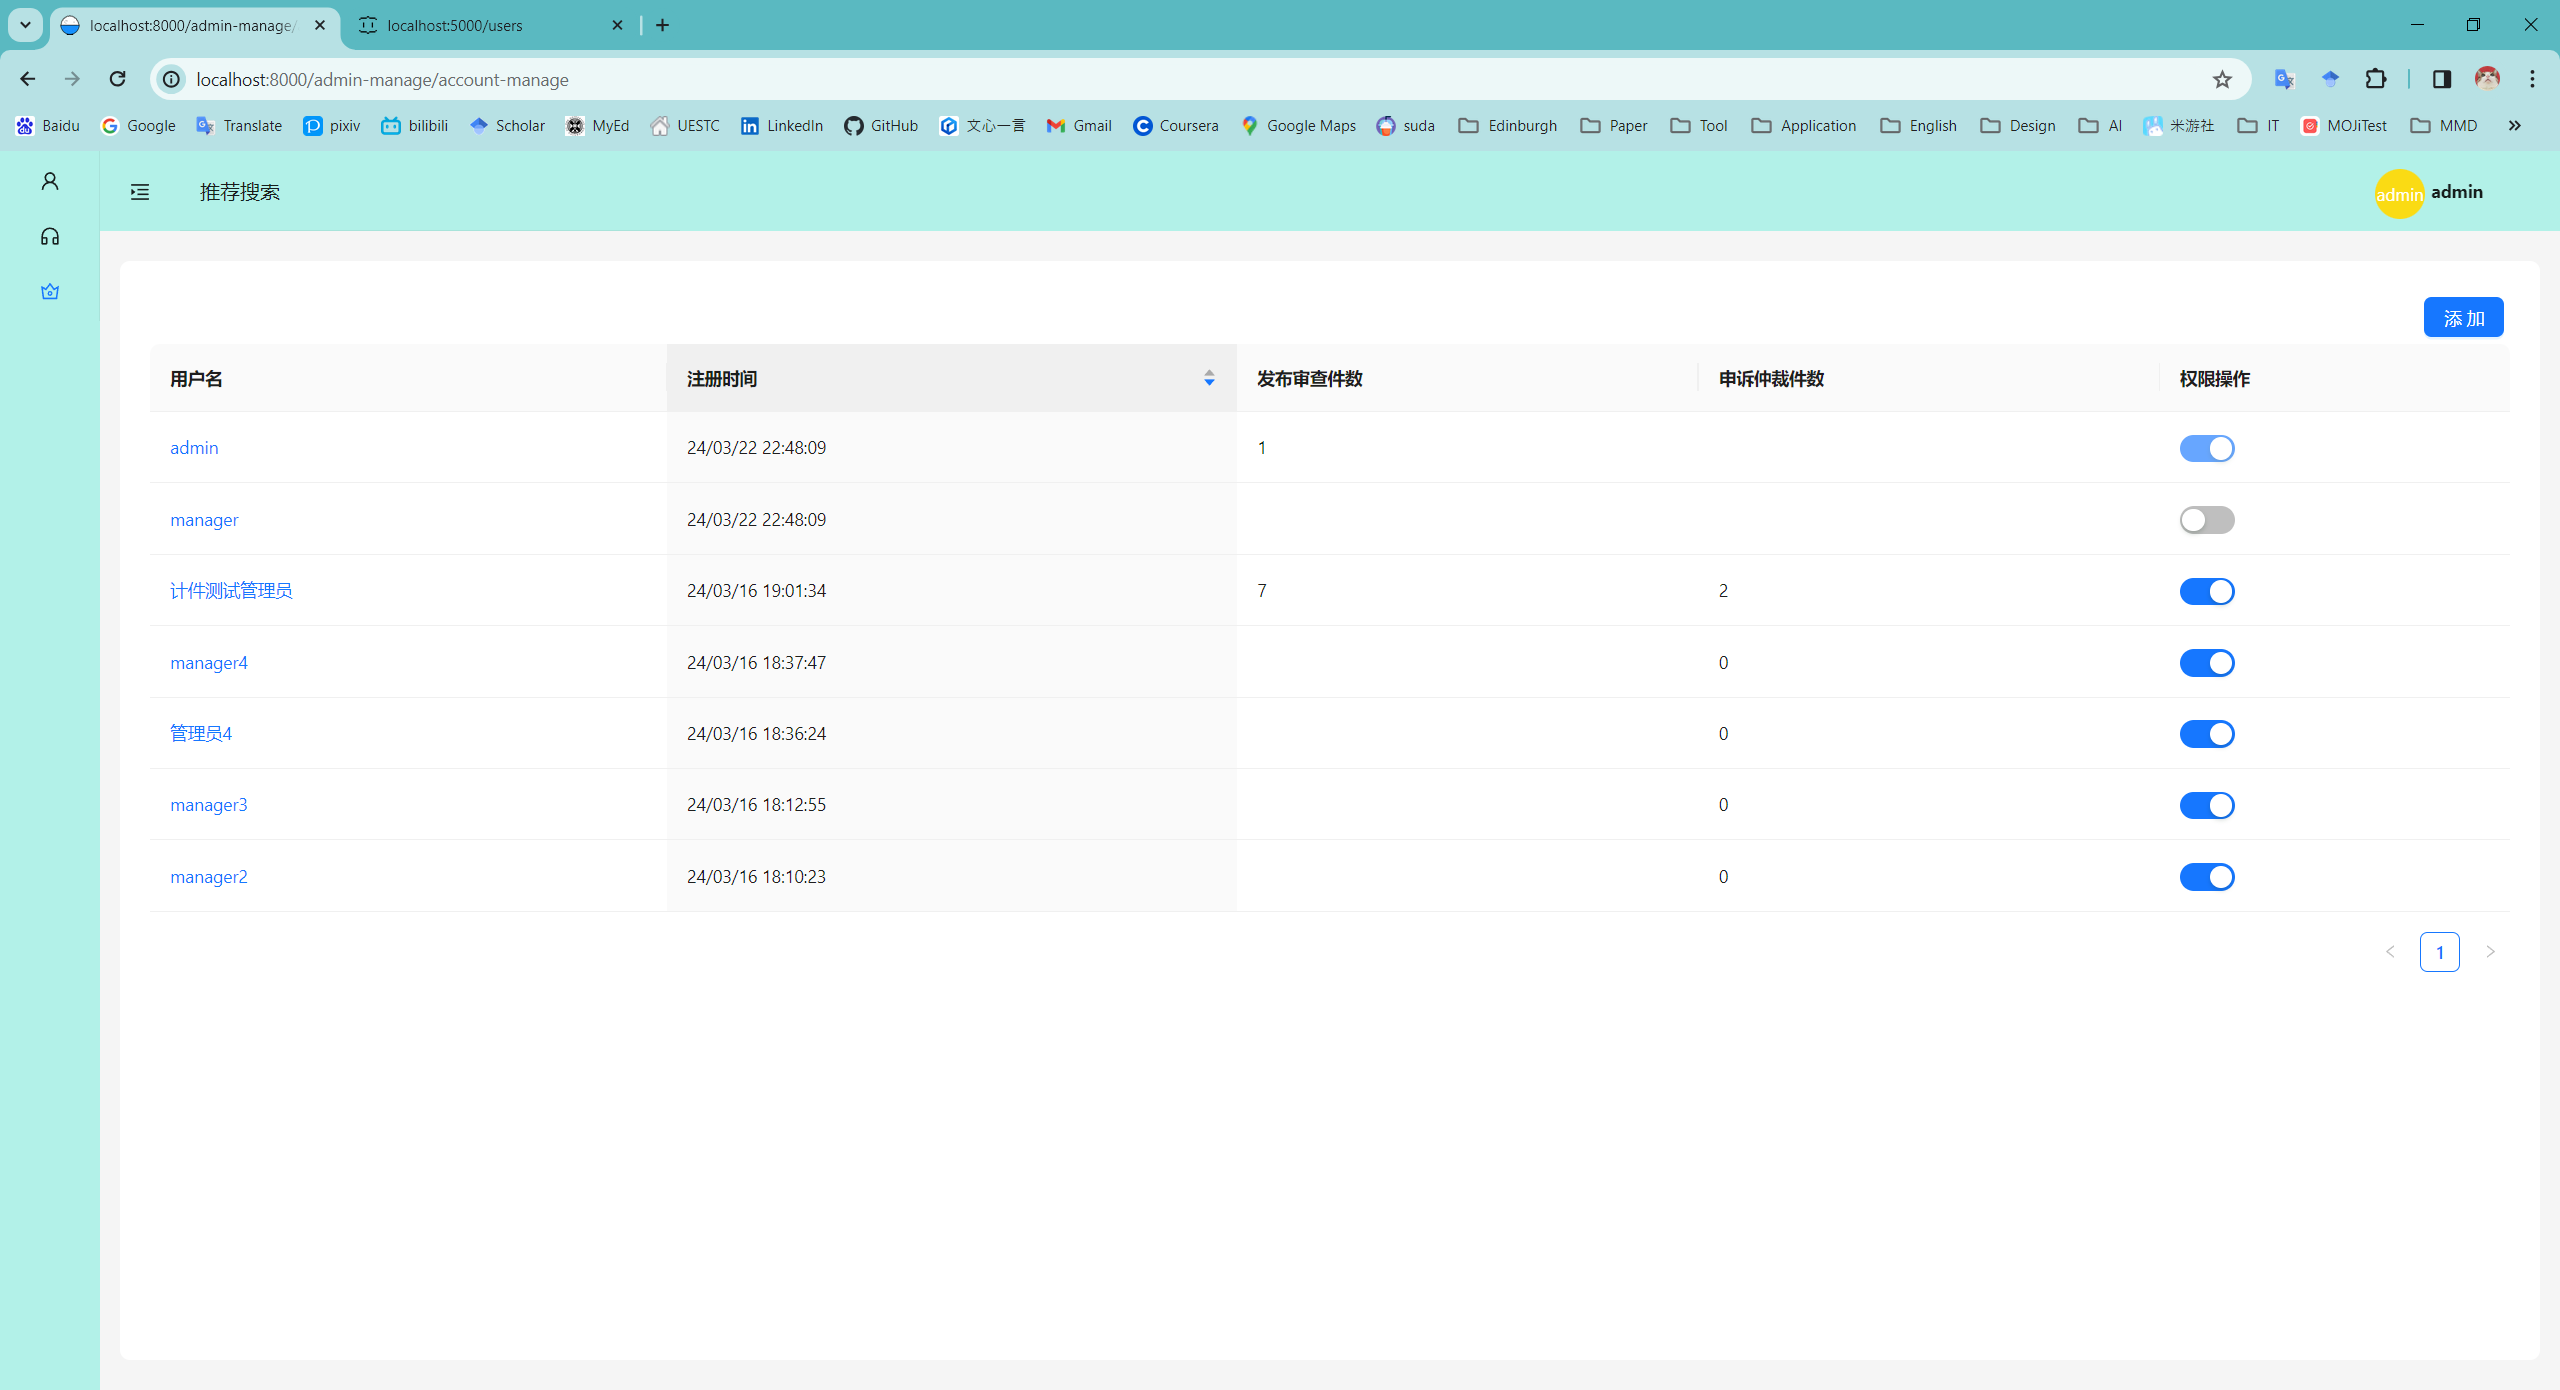 localhost:8000/admin-manage/
localhost:5000/users
localhost:8000/admin-manage/account-manage
Baidu Google Translate pixiv bilibili Scholar MyEd UESTC LinkedIn GitHub 文心一言 Gmail Coursera Google Maps suda Edinburgh Paper Tool Application English Design AI 米游社 IT MOJiTest MMD
推荐搜索
admin admin
添加
用户名 注册时间 发布审查件数 申诉仲裁件数 权限操作
admin 24/03/22 22:48:09 1
manager 24/03/22 22:48:09
计件测试管理员 24/03/16 19:01:34 7 2
manager4 24/03/16 18:37:47 0
管理员4 24/03/16 18:36:24 0
manager3 24/03/16 18:12:55 0
manager2 24/03/16 18:10:23 0
1